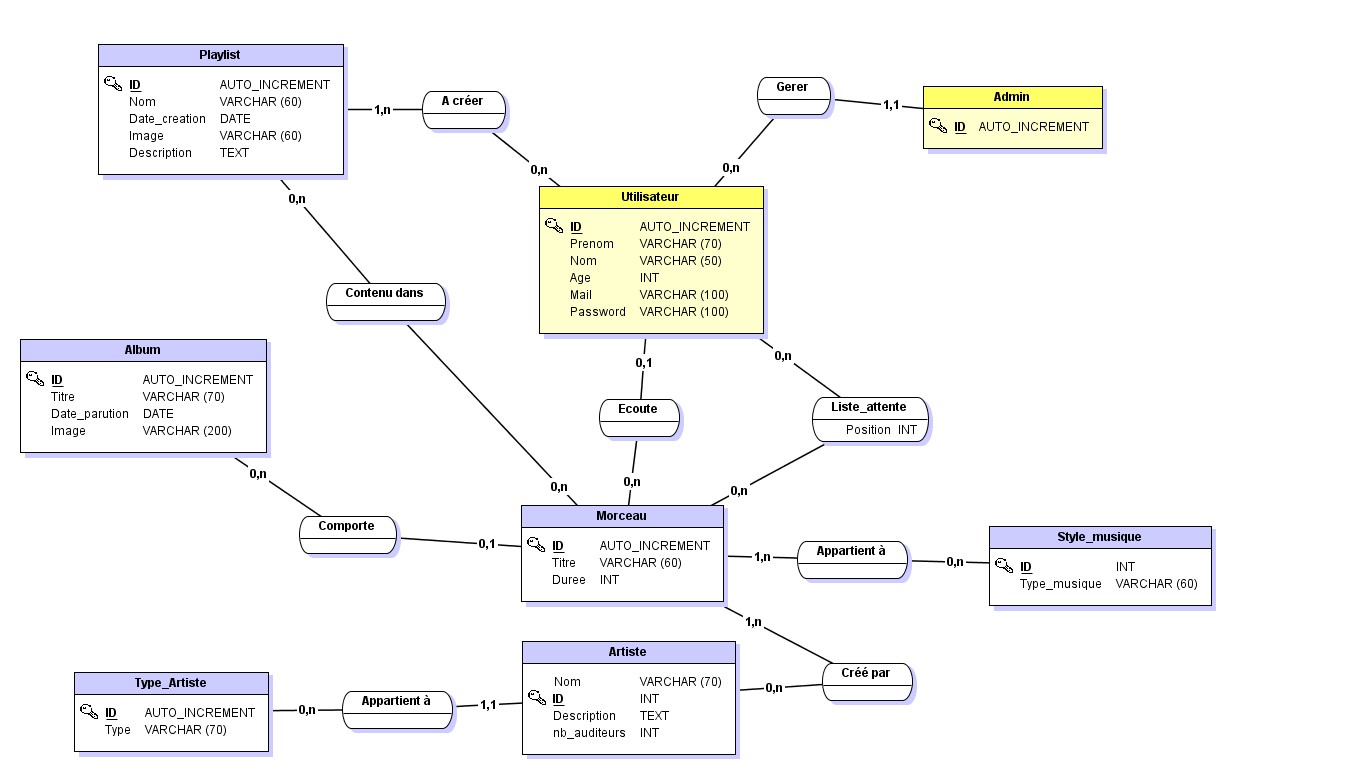 Playlist
ID AUTO_INCREMENT
Nom VARCHAR (60)
Date_creation DATE
Image VARCHAR (60)
Description TEXT
1,n
A créer
0,n
Gerer
1,1
0,n
Admin
ID AUTO_INCREMENT
Utilisateur
ID AUTO_INCREMENT
Prenom VARCHAR (70)
Nom VARCHAR (50)
Age INT
Mail VARCHAR (100)
Password VARCHAR (100)
0,n
Contenu dans
0,n
0,1
Ecoute
0,n
0,n
Liste_attente
Position INT
0,n
Album
ID AUTO_INCREMENT
Titre VARCHAR (70)
Date_parution DATE
Image VARCHAR (200)
0,n
Comporte
0,1
Morceau
ID AUTO_INCREMENT
Titre VARCHAR (60)
Duree INT
1,n
Appartient à
0,n
Style_musique
ID INT
Type_musique VARCHAR (60)
1,n
Créé par
0,n
Artiste
Nom VARCHAR (70)
ID INT
Description TEXT
nb_auditeurs INT
1,1
Appartient à
0,n
Type_Artiste
ID AUTO_INCREMENT
Type VARCHAR (70)